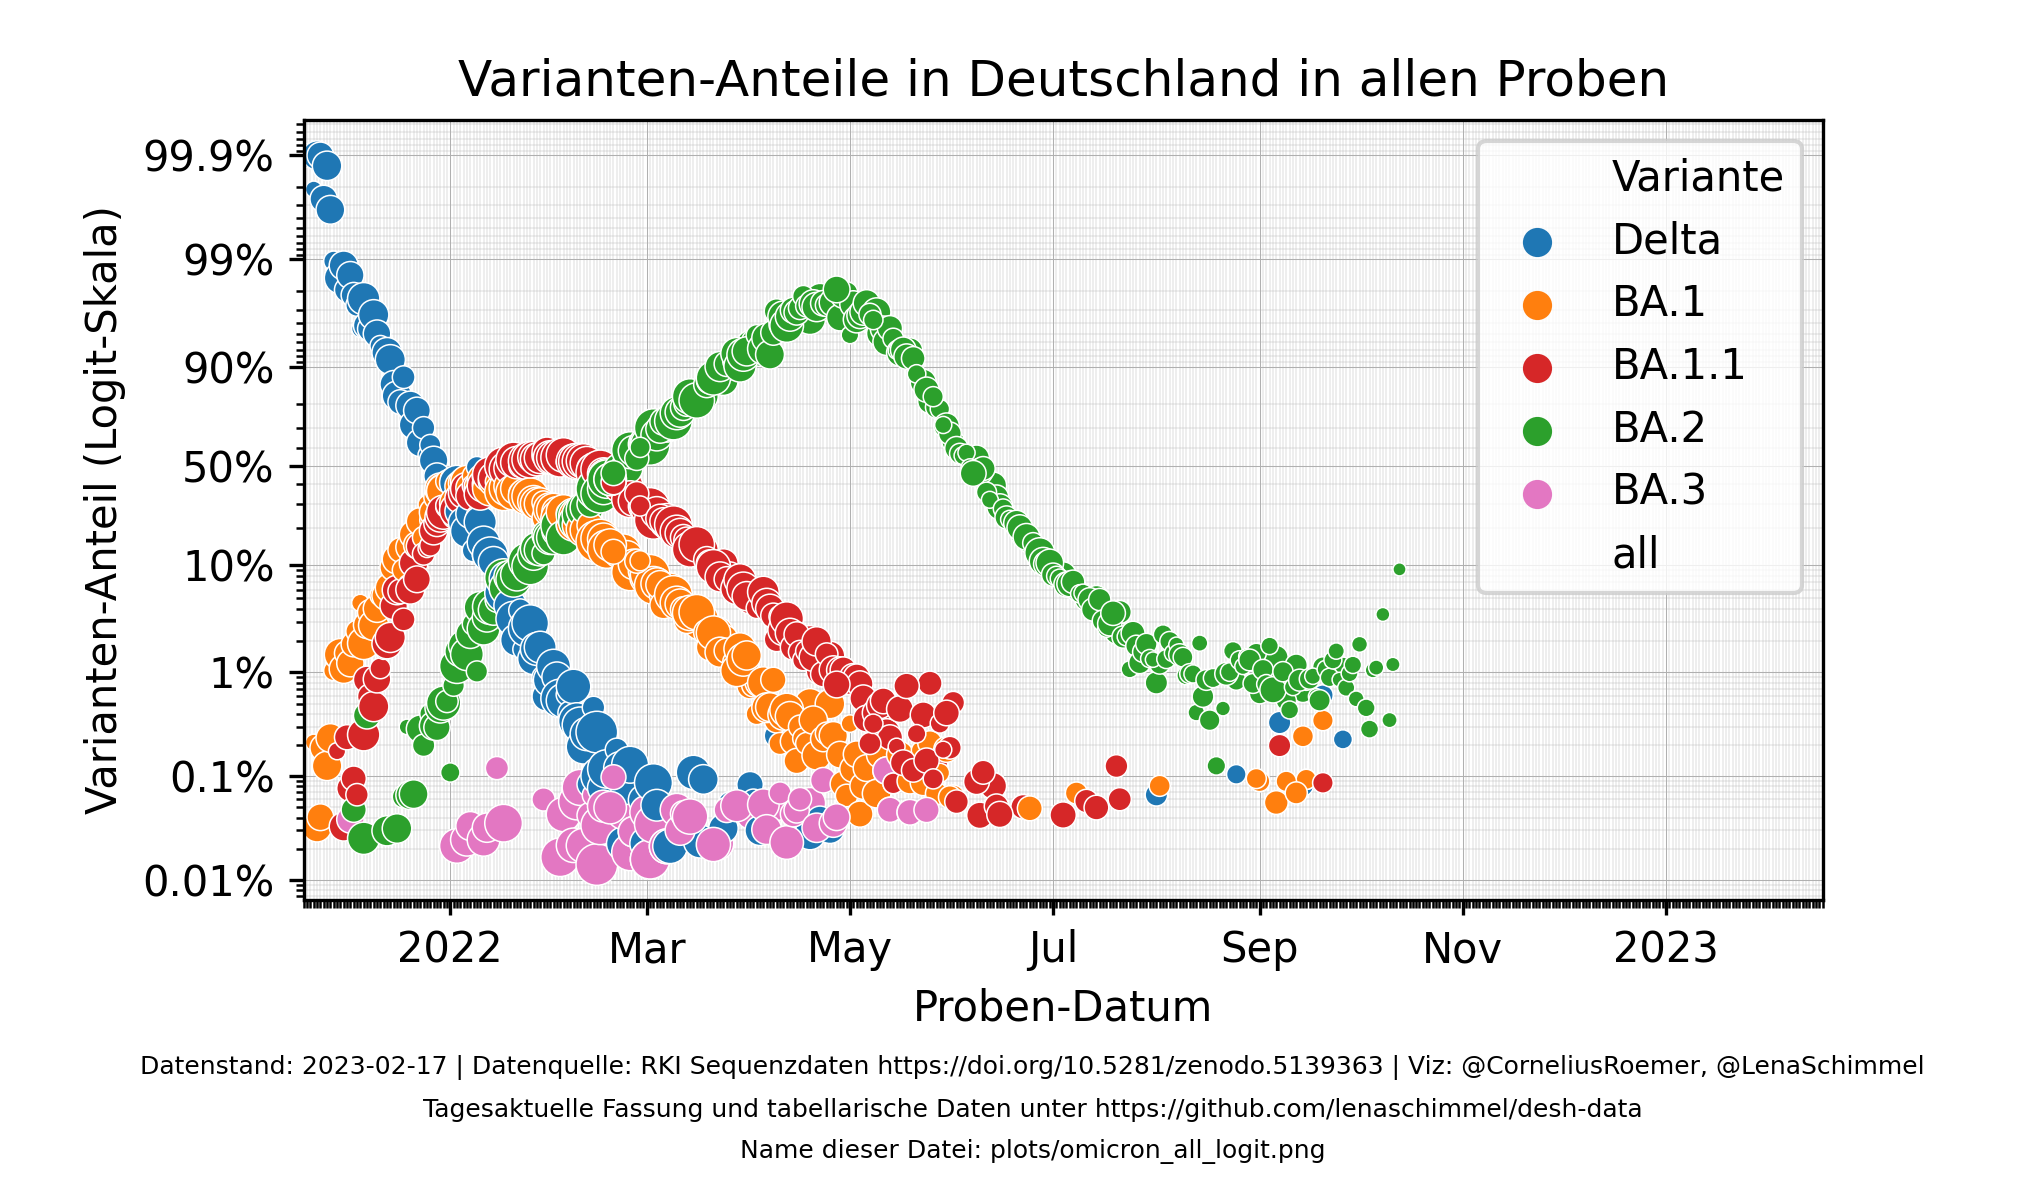 Varianten-Anteile in Deutschland in allen Proben
Varianten-Anteil (Logit-Skala)
99.9%
99%
90%
50%
10%
1%
0.1%
0.01%
Variante
Delta
BA.1
BA.1.1
BA.2
BA.3
all
2022 Mar May Jul Sep Nov 2023
Proben-Datum
Datenstand: 2023-02-17 | Datenquelle: RKI Sequenzdaten https://doi.org/10.5281/zenodo.5139363 | Viz: @CorneliusRoemer, @LenaSchimmel
Tagesaktuelle Fassung und tabellarische Daten unter https://github.com/lenaschimmel/desh-data
Name dieser Datei: plots/omicron_all_logit.png